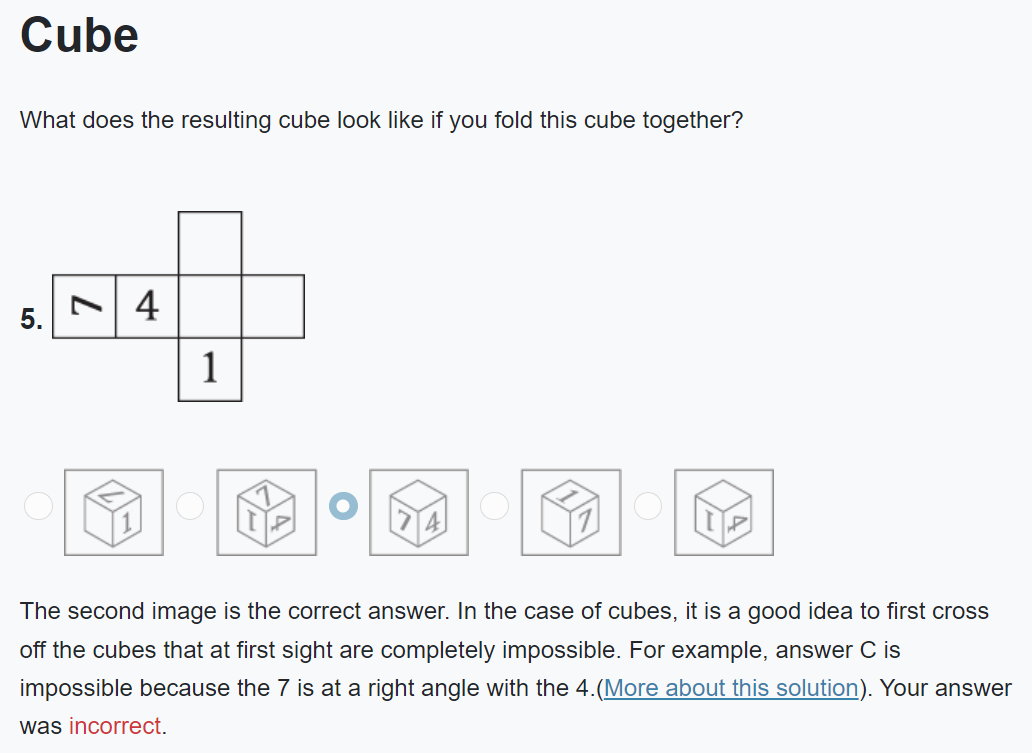 Cube
What does the resulting cube look like if you fold this cube together?
5.
7 4
1
7 1
7 1 4
7 4
1 7
1 4
The second image is the correct answer. In the case of cubes, it is a good idea to first cross
off the cubes that at first sight are completely impossible. For example, answer C is
impossible because the 7 is at a right angle with the 4.(More about this solution). Your answer
was incorrect.